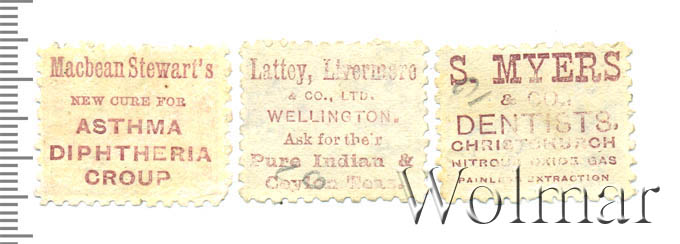 Macbean Stewart's
NEW CURE FOR
ASTHMA
DIPHTHERIA
CROUP
Lattey, Livermore
& CO., LTD.
WELLINGTON.
Ask for the'r
Pure Indian &
Ceylon Teas.
S. MYERS
& CO.,
DENTISTS,
CHRISTCHURCH
NITROUS OXIDE GAS
PAINLESS EXTRACTION
Wolmar